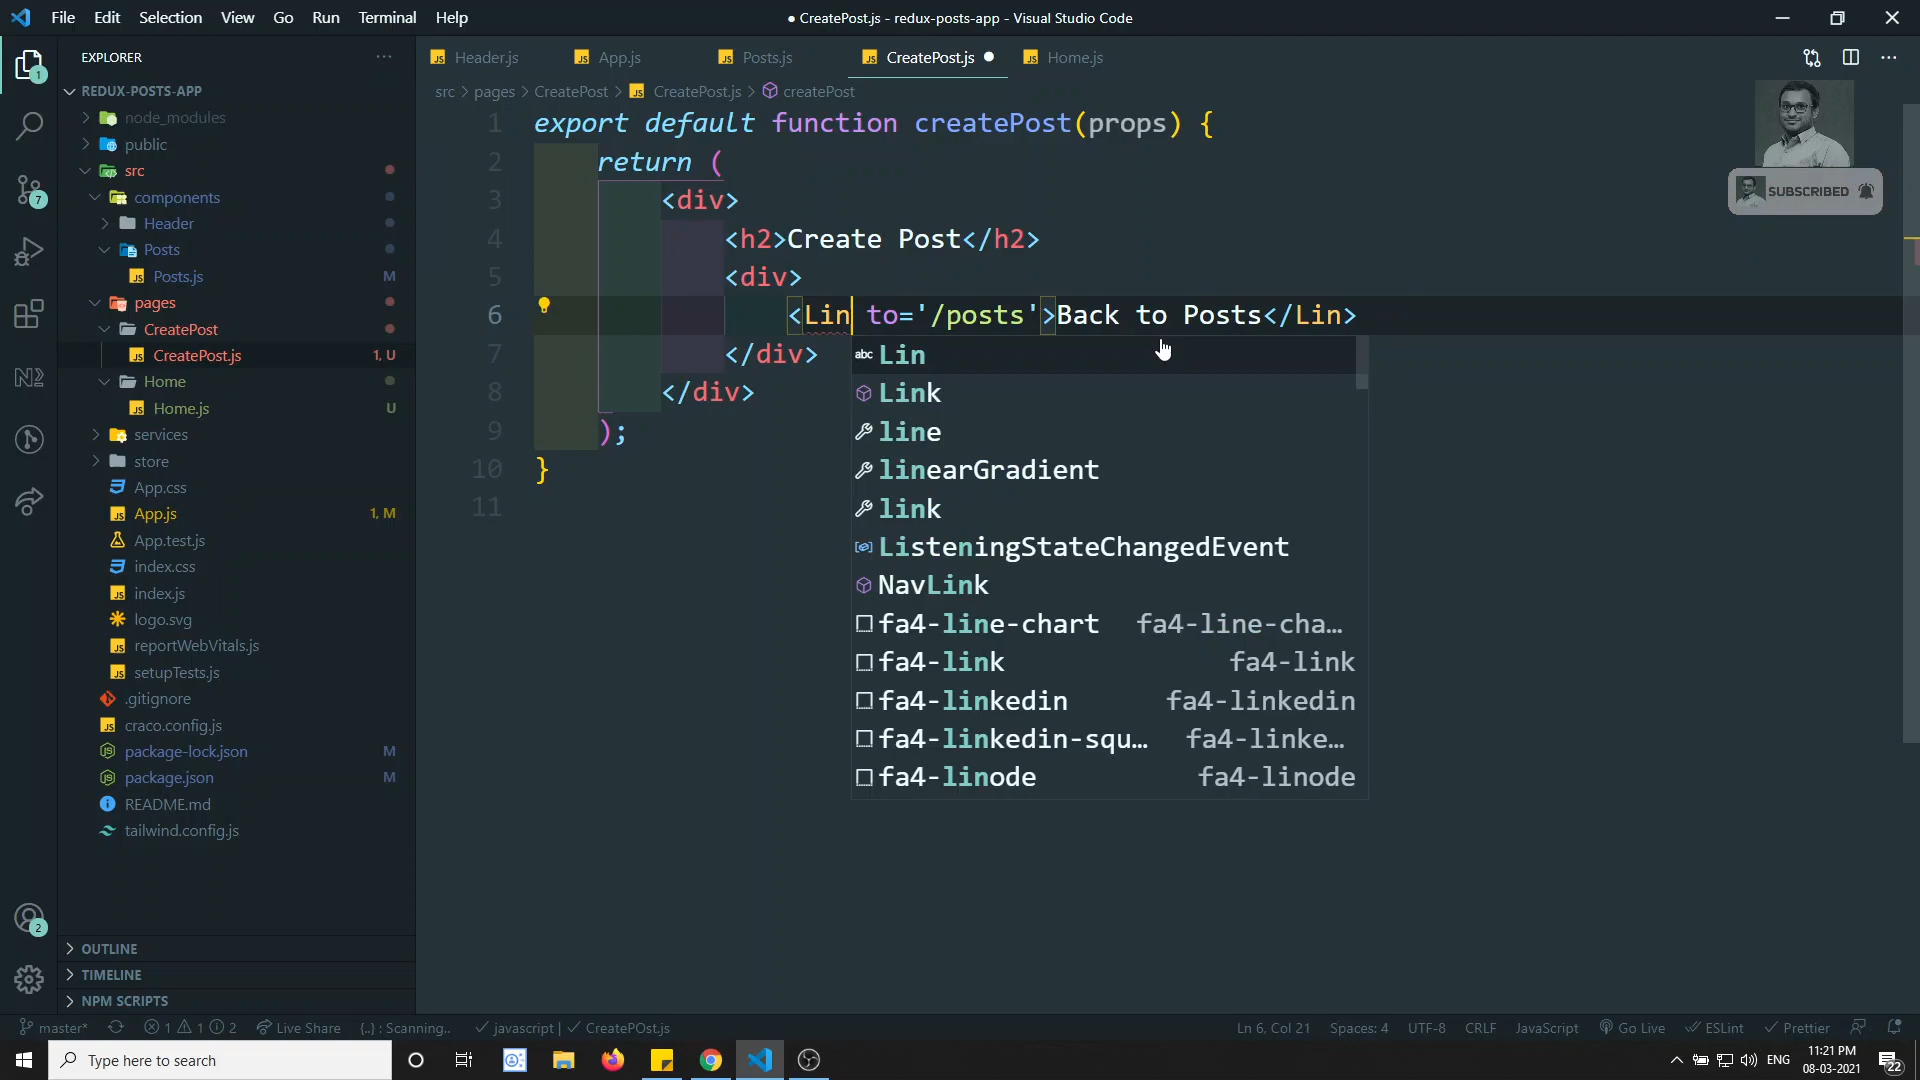 File Edit Selection View Go Run Terminal Help
● CreatePost.js - redux-posts-app - Visual Studio Code
EXPLORER
Header.js App.js Posts.js CreatePost.js Home.js
REDUX-POSTS-APP
src > pages > CreatePost > CreatePost.js > createPost
node_modules
public
src
components
Header
Posts
Posts.js M
pages
CreatePost
CreatePost.js 1, U
Home
Home.js U
services
store
App.css
App.js 1, M
App.test.js
index.css
index.js
logo.svg
reportWebVitals.js
setupTests.js
.gitignore
craco.config.js
package-lock.json M
package.json M
README.md
tailwind.config.js
OUTLINE
TIMELINE
NPM SCRIPTS
1
7
2
1 export default function createPost(props) {
2 return (
3 <div>
4 <h2>Create Post</h2>
5 <div>
6 <Lin to='/posts'>Back to Posts</Lin>
7 </div>
8 </div>
9 );
10 }
11
abc Lin
Link
line
linearGradient
link
ListeningStateChangedEvent
NavLink
fa4-line-chart fa4-line-cha…
fa4-link fa4-link
fa4-linkedin fa4-linkedin
fa4-linkedin-squ… fa4-linke…
fa4-linode fa4-linode
SUBSCRIBED
master* 1 1 2 Live Share {..} : Scanning.. javascript | CreatePOst.js
Ln 6, Col 21 Spaces: 4 UTF-8 CRLF JavaScript Go Live ESLint Prettier
Type here to search
ENG
11:21 PM
08-03-2021
22